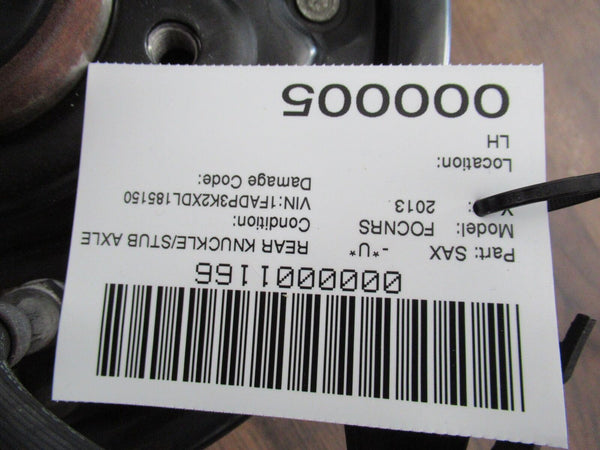 0000001166
Part: SAX -*U* REAR KNUCKLE/STUB AXLE
Model: FOCNRS Condition:
2013 VIN:1FADP3K2XDL185150
Location: Damage Code:
LH
000005